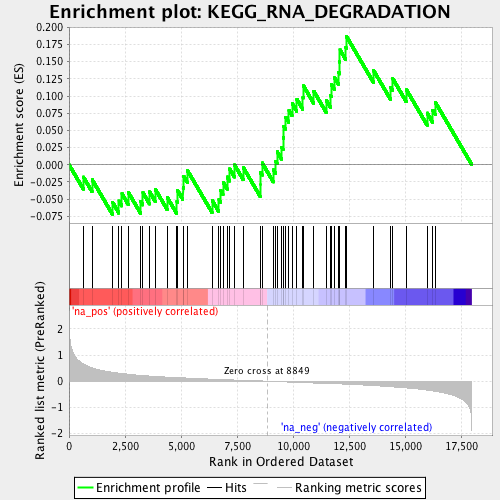 Enrichment plot: KEGG_RNA_DEGRADATION
Enrichment score (ES)
0.200
0.175
0.150
0.125
0.100
0.075
0.050
0.025
0.000
-0.025
-0.050
-0.075
'na_pos' (positively correlated)
Ranked list metric (PreRanked)
2
1
0
-1
-2
Zero cross at 8849
'na_neg' (negatively correlated)
0
2,500
5,000
7,500
10,000
12,500
15,000
17,500
Rank in Ordered Dataset
Enrichment profile
Hits
Ranking metric scores